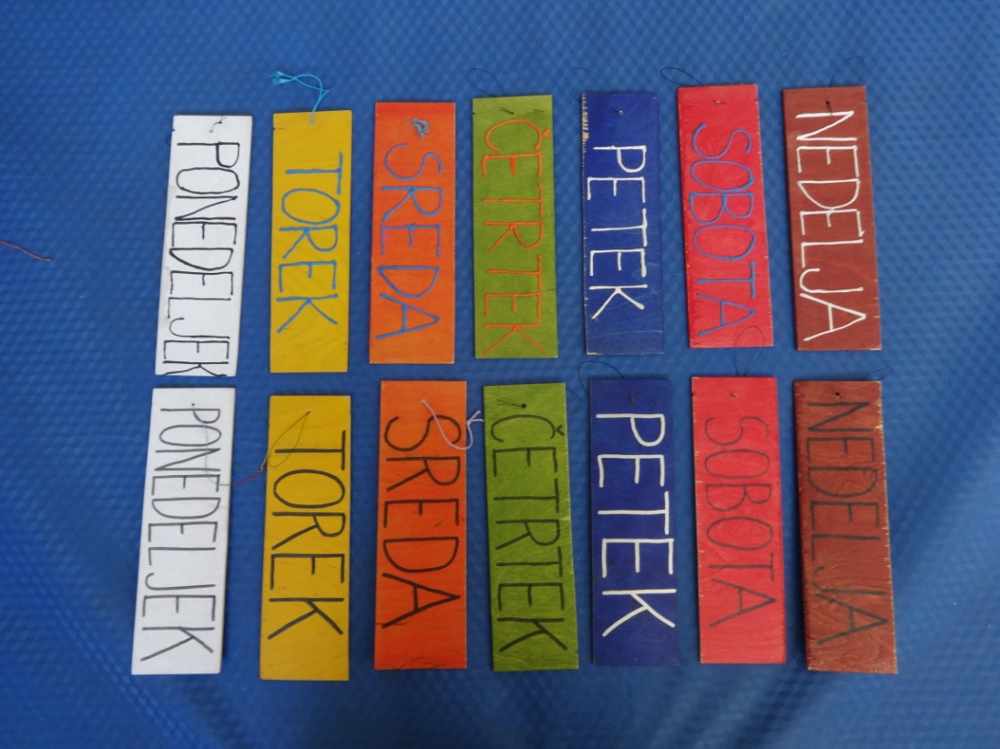 PONEDELJEK
TOREK
SREDA
ČETRTEK
PETEK
SOBOTA
NEDELJA
PONEDELJEK
TOREK
SREDA
ČETRTEK
PETEK
SOBOTA
NEDELJA